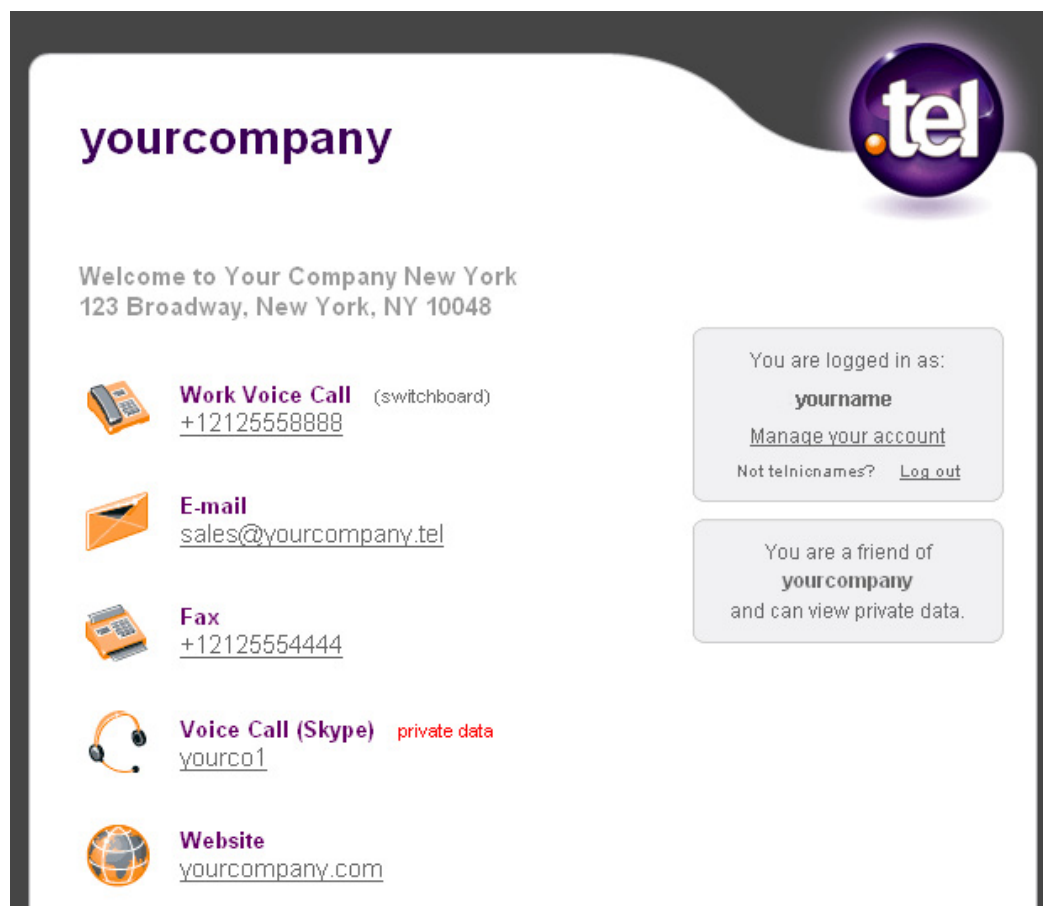 .tel
yourcompany
Welcome to Your Company New York
123 Broadway, New York, NY 10048
Work Voice Call (switchboard)
+12125558888
E-mail
sales@yourcompany.tel
Fax
+12125554444
Voice Call (Skype) private data
yourco1
Website
yourcompany.com
You are logged in as:
yourname
Manage your account
Not telnicnames? Log out
You are a friend of
yourcompany
and can view private data.